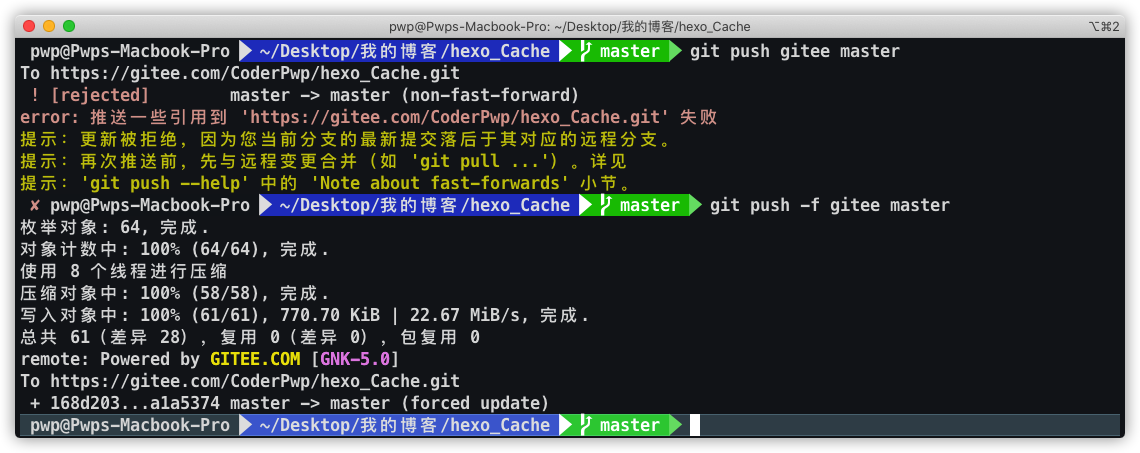 pwp@Pwps-Macbook-Pro: ~/Desktop/我的博客/hexo_Cache ⌥⌘2
pwp@Pwps-Macbook-Pro ~/Desktop/我的博客/hexo_Cache master git push gitee master
To https://gitee.com/CoderPwp/hexo_Cache.git
! [rejected] master -> master (non-fast-forward)
error: 推送一些引用到 'https://gitee.com/CoderPwp/hexo_Cache.git' 失败
提示：更新被拒绝，因为您当前分支的最新提交落后于其对应的远程分支。
提示：再次推送前，先与远程变更合并（如 'git pull ...'）。详见
提示：'git push --help' 中的 'Note about fast-forwards' 小节。
✘ pwp@Pwps-Macbook-Pro ~/Desktop/我的博客/hexo_Cache master git push -f gitee master
枚举对象: 64, 完成.
对象计数中: 100% (64/64), 完成.
使用 8 个线程进行压缩
压缩对象中: 100% (58/58), 完成.
写入对象中: 100% (61/61), 770.70 KiB | 22.67 MiB/s, 完成.
总共 61（差异 28），复用 0（差异 0），包复用 0
remote: Powered by GITEE.COM [GNK-5.0]
To https://gitee.com/CoderPwp/hexo_Cache.git
+ 168d203...a1a5374 master -> master (forced update)
pwp@Pwps-Macbook-Pro ~/Desktop/我的博客/hexo_Cache master